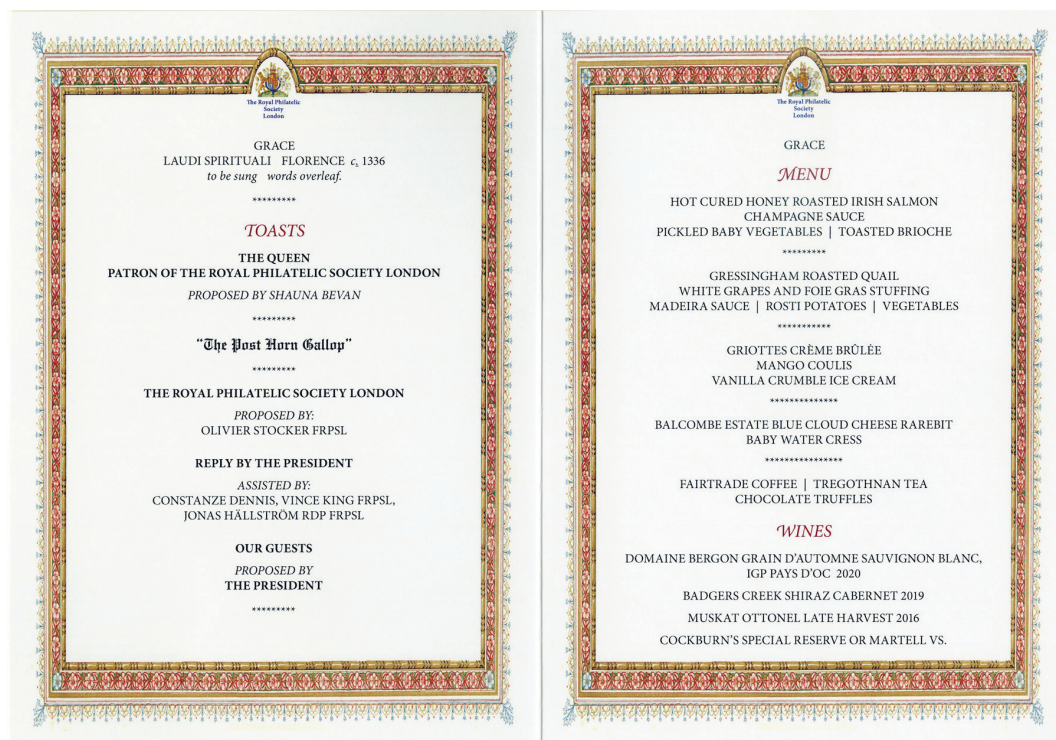 The Royal Philatelic
Society
London
GRACE
LAUDI SPIRITUALI FLORENCE c. 1336
to be sung words overleaf.
*********
TOASTS
THE QUEEN
PATRON OF THE ROYAL PHILATELIC SOCIETY LONDON
PROPOSED BY SHAUNA BEVAN
*********
“The Post Horn Gallop”
*********
THE ROYAL PHILATELIC SOCIETY LONDON
PROPOSED BY:
OLIVIER STOCKER FRPSL
REPLY BY THE PRESIDENT
ASSISTED BY:
CONSTANZE DENNIS, VINCE KING FRPSL,
JONAS HÄLLSTRÖM RDP FRPSL
OUR GUESTS
PROPOSED BY
THE PRESIDENT
*********
The Royal Philatelic
Society
London
GRACE
MENU
HOT CURED HONEY ROASTED IRISH SALMON
CHAMPAGNE SAUCE
PICKLED BABY VEGETABLES | TOASTED BRIOCHE
*********
GRESSINGHAM ROASTED QUAIL
WHITE GRAPES AND FOIE GRAS STUFFING
MADEIRA SAUCE | ROSTI POTATOES | VEGETABLES
***********
GRIOTTES CRÈME BRÛLÉE
MANGO COULIS
VANILLA CRUMBLE ICE CREAM
**************
BALCOMBE ESTATE BLUE CLOUD CHEESE RAREBIT
BABY WATER CRESS
****************
FAIRTRADE COFFEE | TREGOTHNAN TEA
CHOCOLATE TRUFFLES
WINES
DOMAINE BERGON GRAIN D’AUTOMNE SAUVIGNON BLANC,
IGP PAYS D’OC 2020
BADGERS CREEK SHIRAZ CABERNET 2019
MUSKAT OTTONEL LATE HARVEST 2016
COCKBURN’S SPECIAL RESERVE OR MARTELL VS.